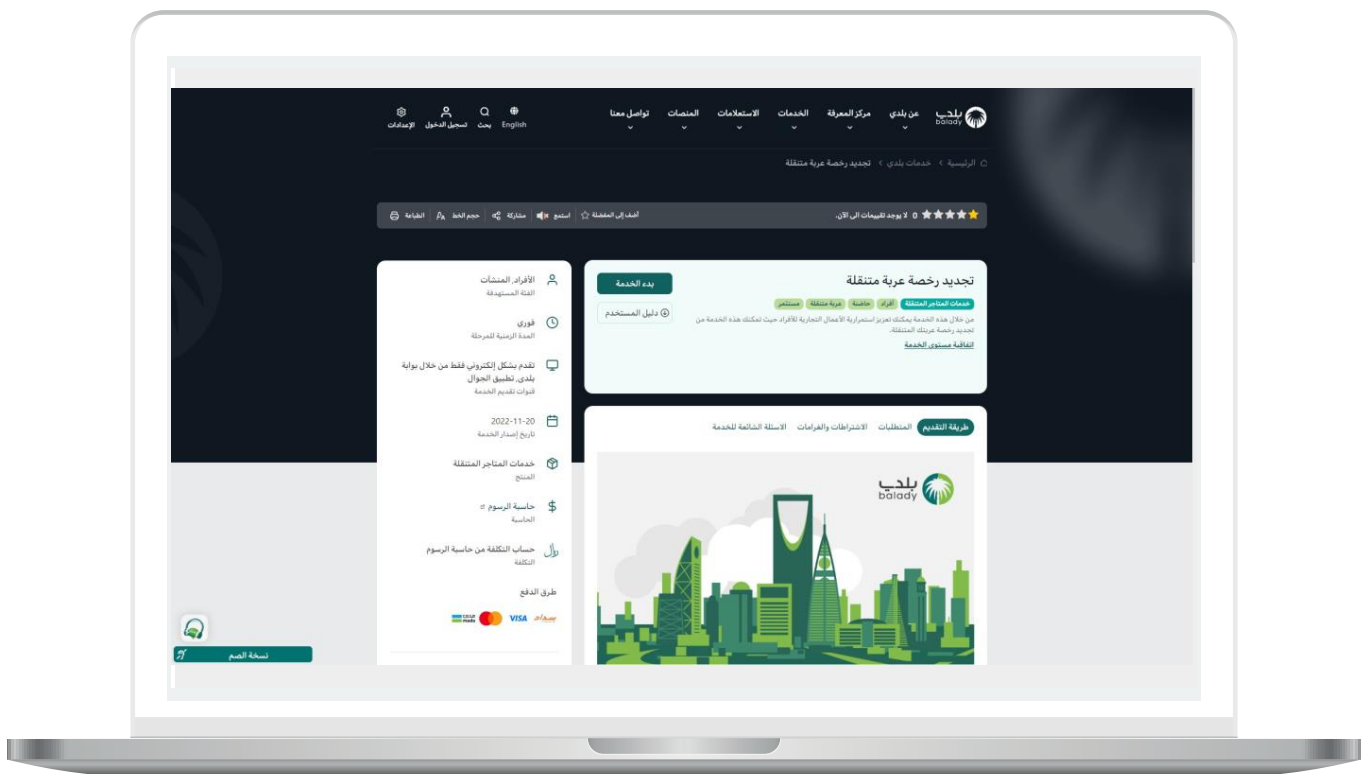 بلدي
balady
عن بلدي
مركز المعرفة
الخدمات
الاستعلامات
المنصات
تواصل معنا
English
بحث
تسجيل الدخول
الإعدادات
الرئيسية > خدمات بلدي > تجديد رخصة عربة متنقلة
0 لا يوجد تقييمات الى الآن.
أضف إلى المفضلة
استمع
مشاركة
حجم الخط
الطباعة
تجديد رخصة عربة متنقلة
خدمات المتاجر المتنقلة أفراد حاضنة عربة متنقلة مستثمر
من خلال هذه الخدمة يمكنك تعزيز استمرارية الأعمال التجارية للأفراد حيث تمكنك هذه الخدمة من
تجديد رخصة عربتك المتنقلة.
اتفاقية مستوى الخدمة
بدء الخدمة
دليل المستخدم
طريقة التقديم
المتطلبات
الاشتراطات والغرامات
الاسئلة الشائعة للخدمة
بلدي
balady
الأفراد, المنشآت
الفئة المستهدفة
فوري
المدة الزمنية للمرحلة
تقدم بشكل إلكتروني فقط من خلال بوابة
بلدي, تطبيق الجوال
قنوات تقديم الخدمة
2022-11-20
تاريخ إصدار الخدمة
خدمات المتاجر المتنقلة
المنتج
حاسبة الرسوم
الحاسبة
حساب التكلفة من حاسبة الرسوم
التكلفة
طرق الدفع
سداد
VISA
mada
نسخة الصم